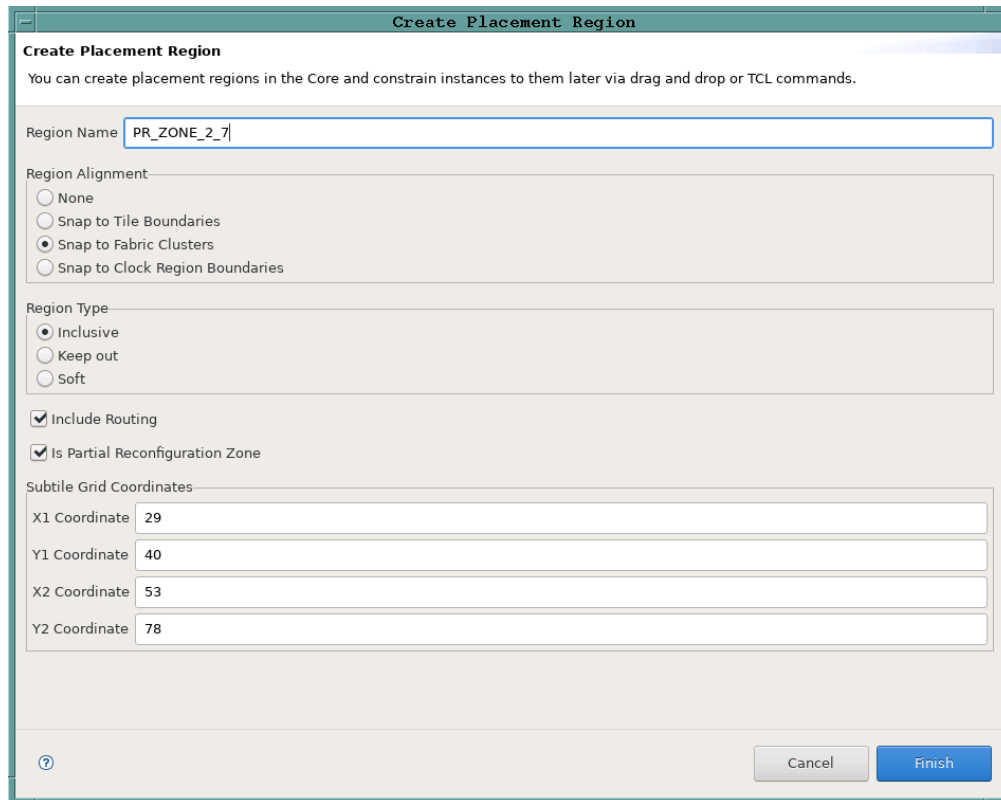 Create Placement Region
Create Placement Region
You can create placement regions in the Core and constrain instances to them later via drag and drop or TCL commands.
Region Name PR_ZONE_2_7
Region Alignment
None
Snap to Tile Boundaries
Snap to Fabric Clusters
Snap to Clock Region Boundaries
Region Type
Inclusive
Keep out
Soft
Include Routing
Is Partial Reconfiguration Zone
Subtile Grid Coordinates
X1 Coordinate 29
Y1 Coordinate 40
X2 Coordinate 53
Y2 Coordinate 78
? Cancel Finish